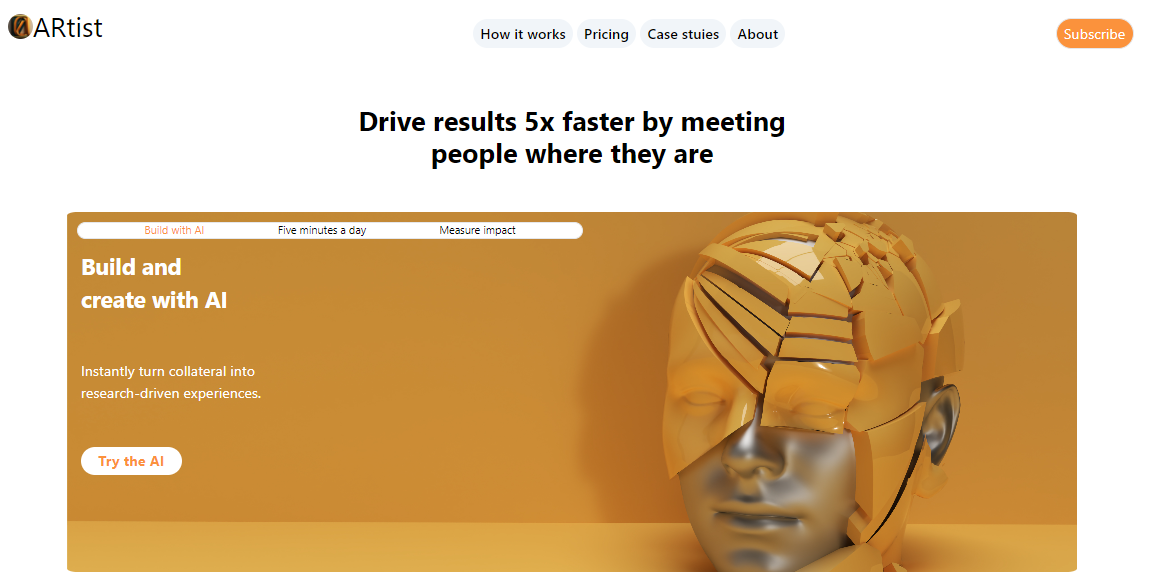 ARtist
How it works Pricing Case stuies About
Subscribe
Drive results 5x faster by meeting
people where they are
Build with AI Five minutes a day Measure impact
Build and
create with AI
Instantly turn collateral into
research-driven experiences.
Try the AI